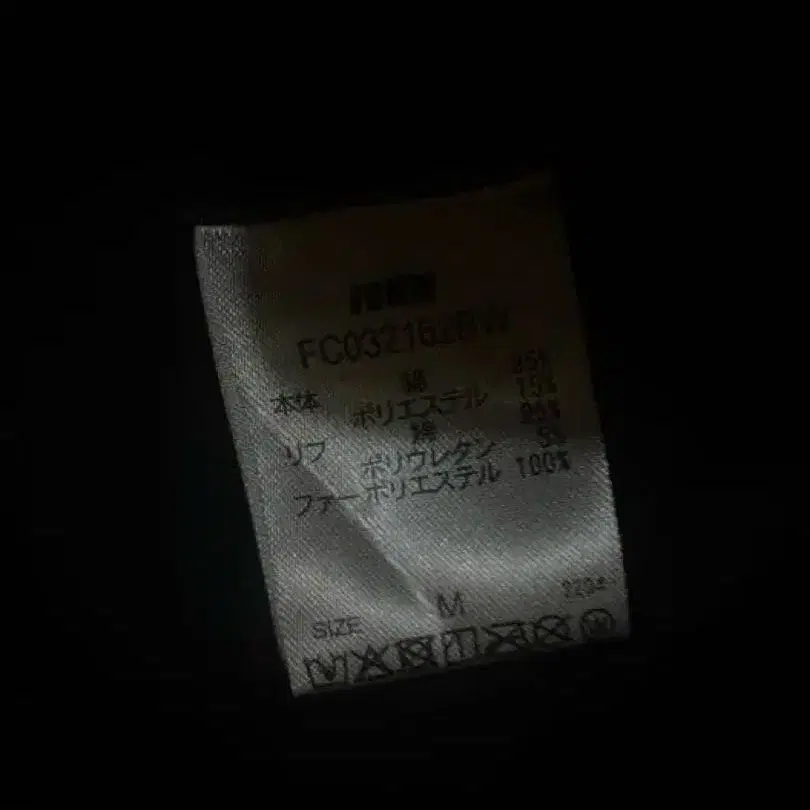 FC032162
本体 綿 85%
ポリエステル 15%
リブ 綿 95%
ポリウレタン 5%
ファー ポリエステル 100%
SIZE M